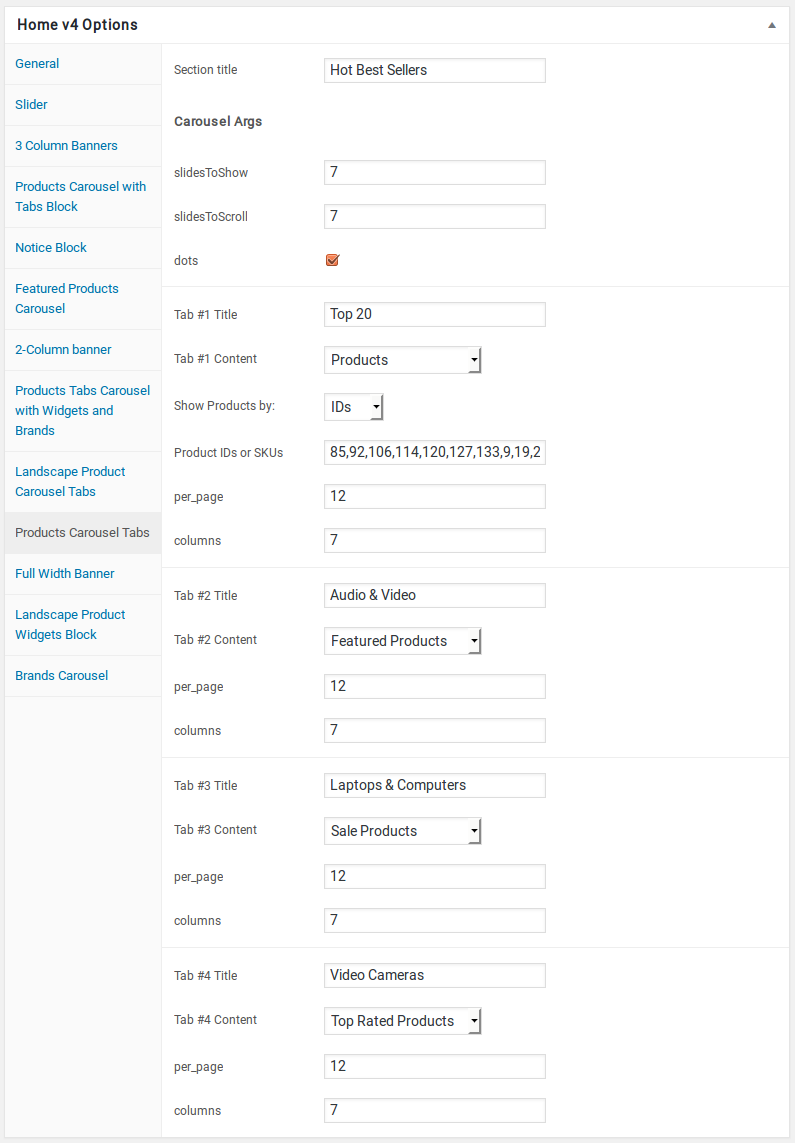 Home v4 Options
General
Slider
3 Column Banners
Products Carousel with
Tabs Block
Notice Block
Featured Products
Carousel
2-Column banner
Products Tabs Carousel
with Widgets and
Brands
Landscape Product
Carousel Tabs
Products Carousel Tabs
Full Width Banner
Landscape Product
Widgets Block
Brands Carousel
Section title Hot Best Sellers
Carousel Args
slidesToShow 7
slidesToScroll 7
dots
Tab #1 Title Top 20
Tab #1 Content Products
Show Products by: IDs
Product IDs or SKUs 85,92,106,114,120,127,133,9,19,2
per_page 12
columns 7
Tab #2 Title Audio & Video
Tab #2 Content Featured Products
per_page 12
columns 7
Tab #3 Title Laptops & Computers
Tab #3 Content Sale Products
per_page 12
columns 7
Tab #4 Title Video Cameras
Tab #4 Content Top Rated Products
per_page 12
columns 7